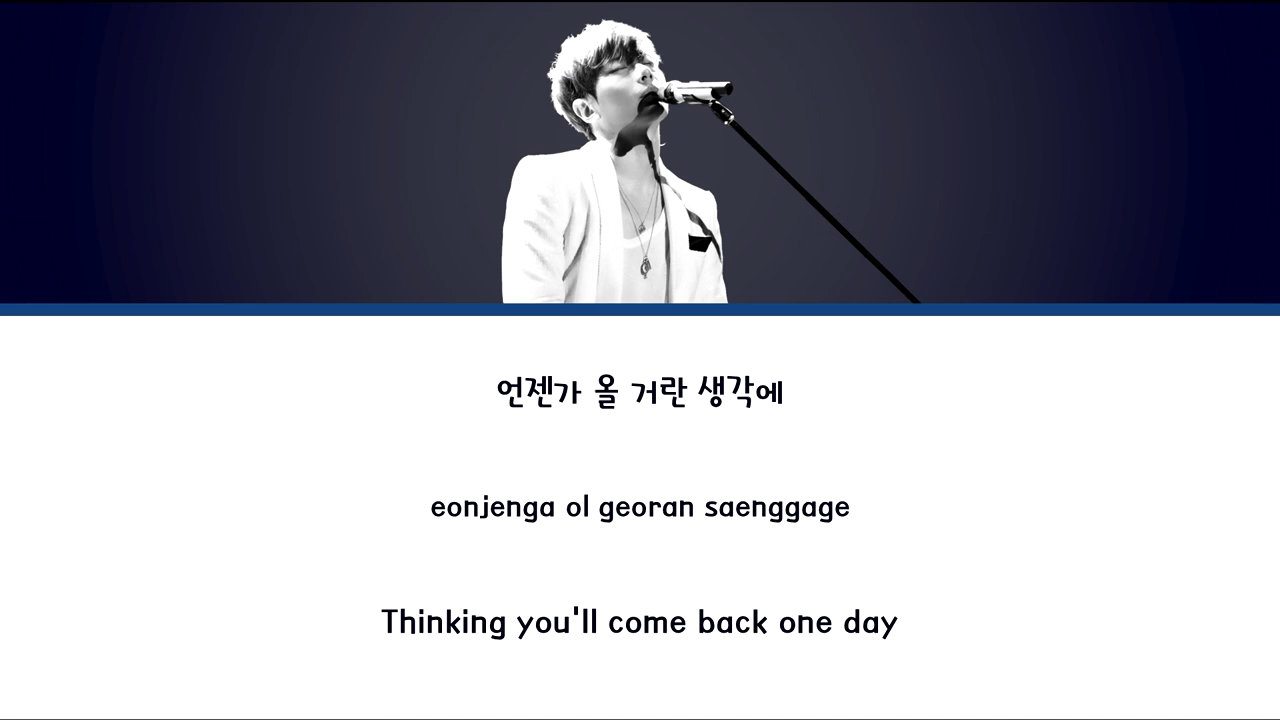 언젠가 올 거란 생각에
eonjenga ol georan saenggage
Thinking you'll come back one day